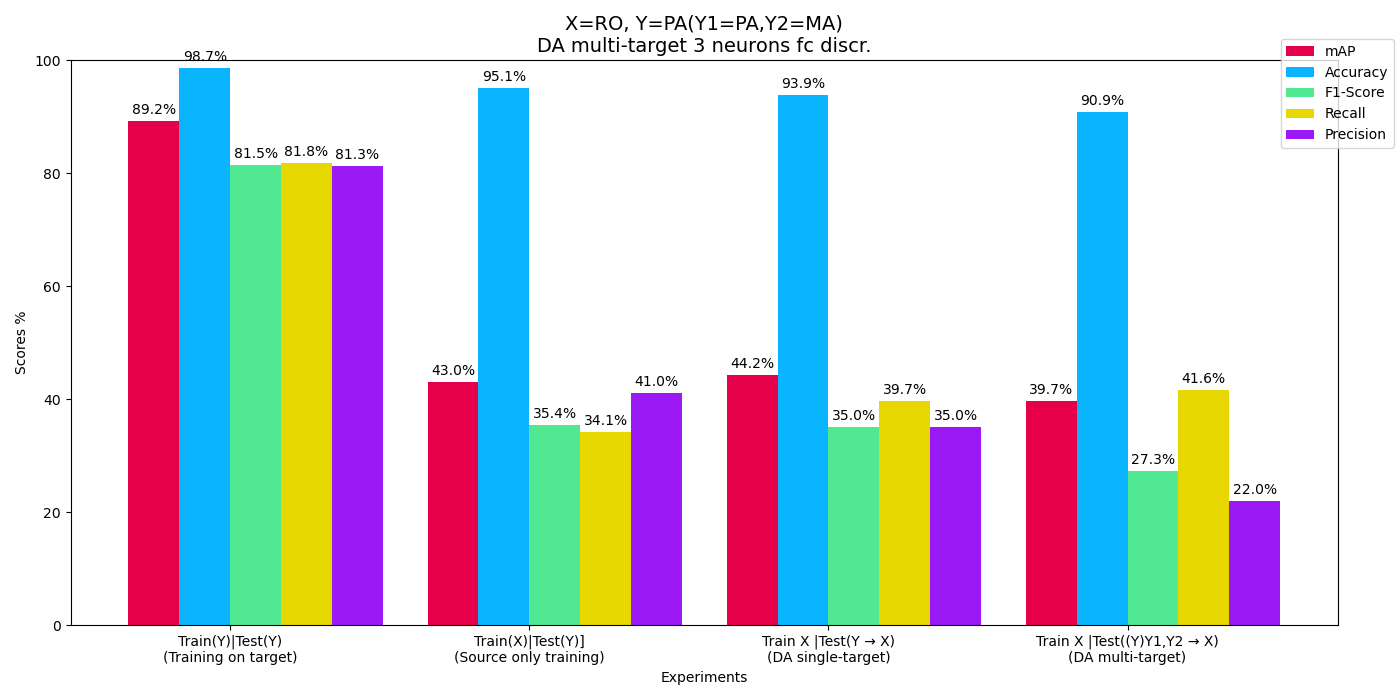 X=RO, Y=PA(Y1=PA,Y2=MA)
DA multi-target 3 neurons fc discr.
mAP
Accuracy
F1-Score
Recall
Precision
Scores %
100
80
60
40
20
0
89.2%
98.7%
81.5%
81.8%
81.3%
43.0%
95.1%
35.4%
34.1%
41.0%
44.2%
93.9%
35.0%
39.7%
35.0%
39.7%
90.9%
27.3%
41.6%
22.0%
Train(Y)|Test(Y)
(Training on target)
Train(X)|Test(Y)]
(Source only training)
Train X |Test(Y → X)
(DA single-target)
Train X |Test((Y)Y1,Y2 → X)
(DA multi-target)
Experiments